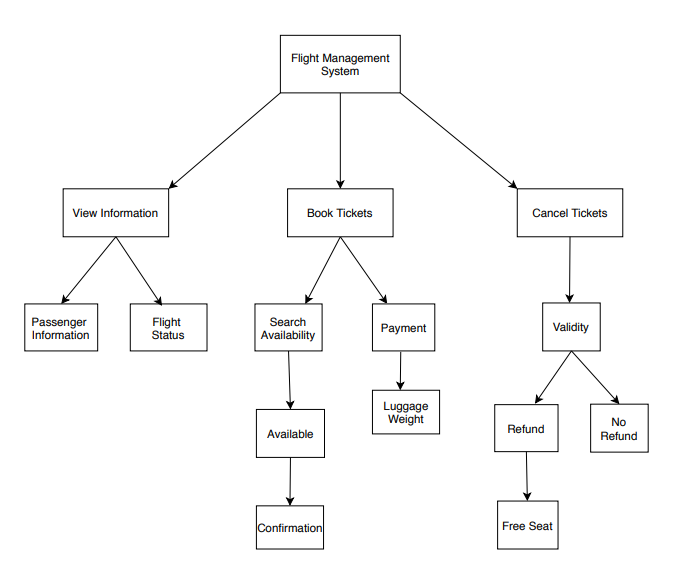 Flight Management
System
View Information
Book Tickets
Cancel Tickets
Passenger
Information
Flight
Status
Search
Availability
Payment
Validity
Luggage
Weight
Available
Refund
No
Refund
Confirmation
Free Seat